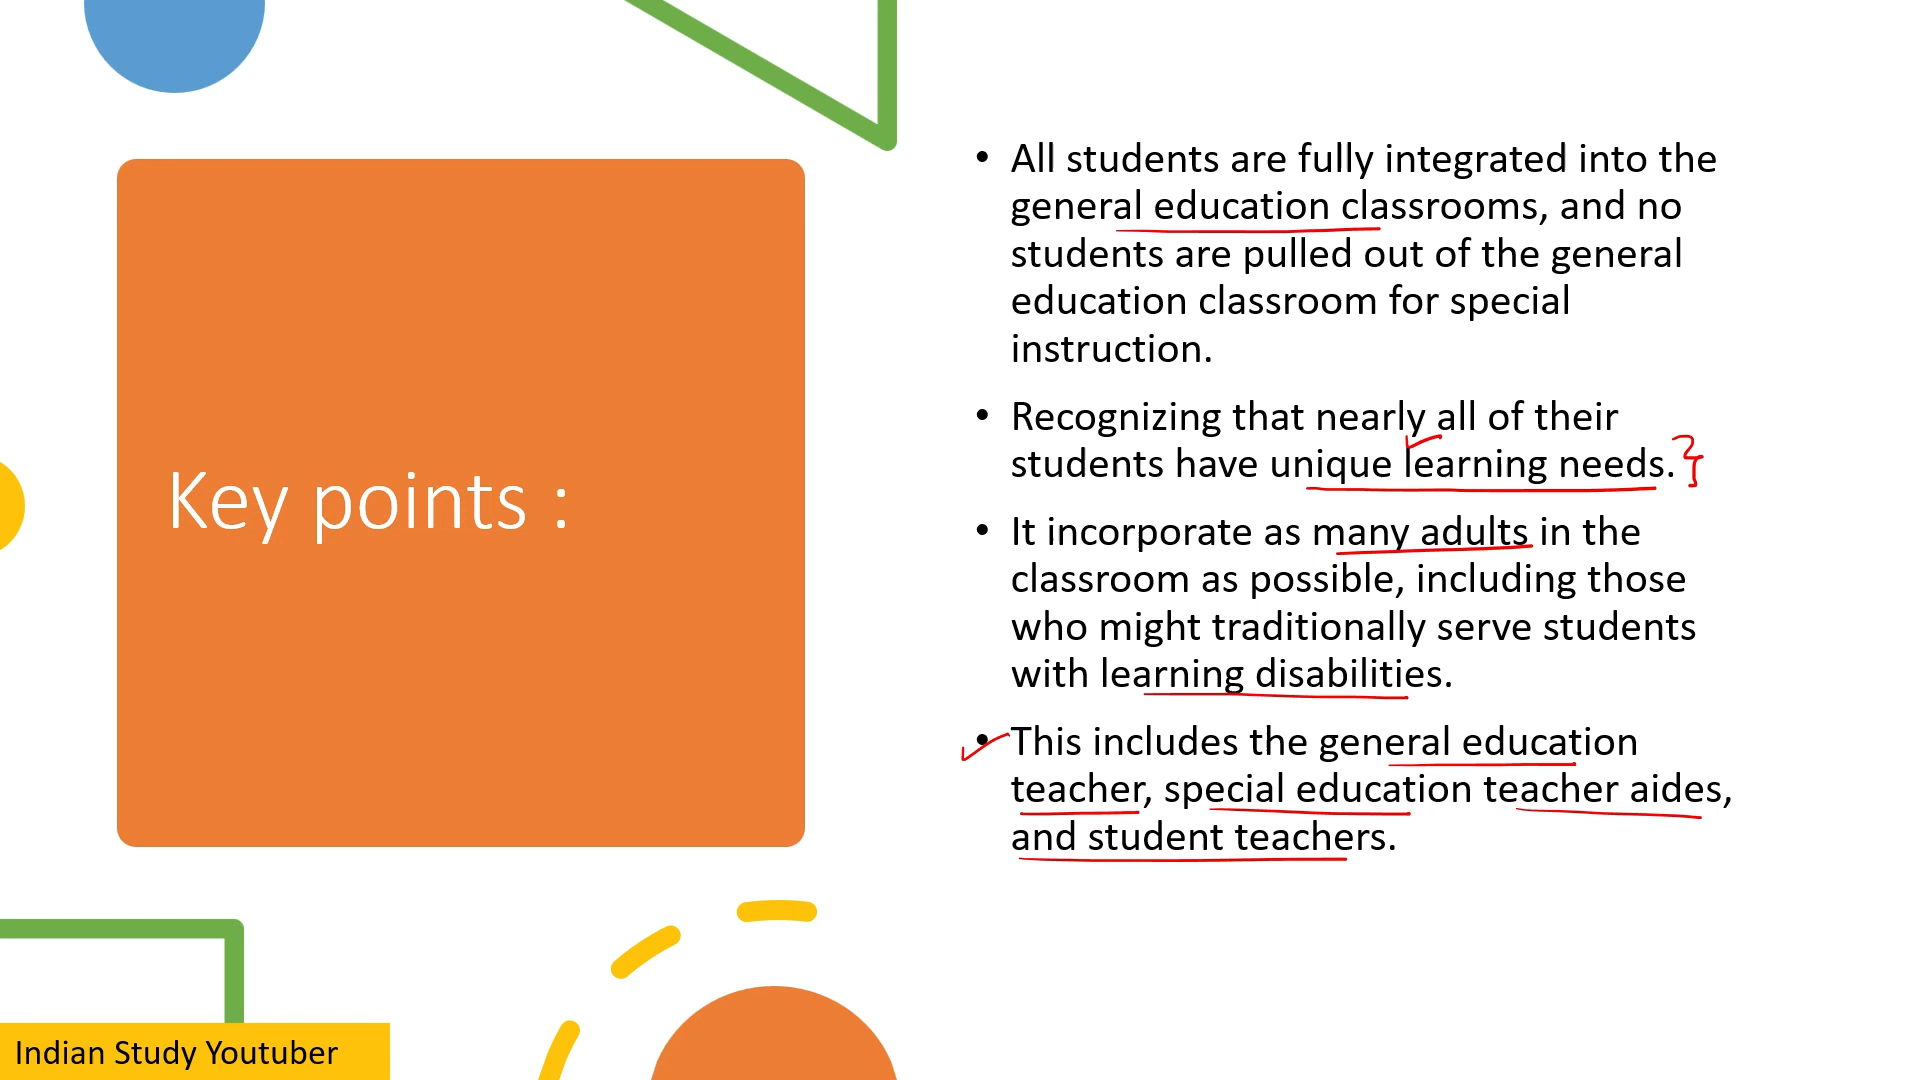 Key points :
• All students are fully integrated into the
general education classrooms, and no
students are pulled out of the general
education classroom for special
instruction.
• Recognizing that nearly all of their
students have unique learning needs.
• It incorporate as many adults in the
classroom as possible, including those
who might traditionally serve students
with learning disabilities.
• This includes the general education
teacher, special education teacher aides,
and student teachers.
Indian Study Youtuber